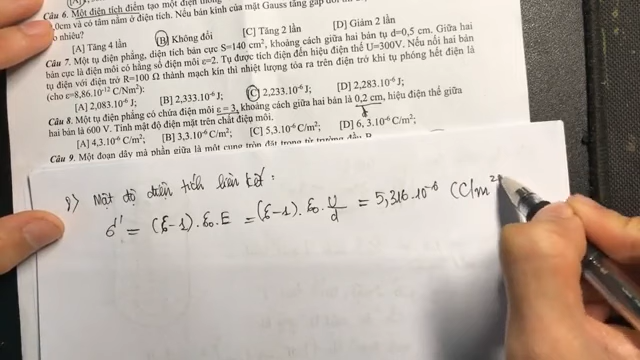 Câu 6. Một điện tích điểm tạo một điện thông
0cm và có tâm nằm ở điện tích. Nếu bán kính của mặt Gauss tăng gấp đôi
o nhiêu?
[A] Tăng 4 lần [B] Không đổi [C] Tăng 2 lần [D] Giảm 2 lần
Câu 7. Một tụ điện phẳng, diện tích bản cực S=140 cm², khoảng cách giữa hai bản tụ d=0,5 cm. Giữa hai
bản cực là điện môi có hằng số điện môi ε=2. Tụ được tích điện đến hiệu điện thế U=300V. Nếu nối hai bản
tụ điện với điện trở R=100 Ω thành mạch kín thì nhiệt lượng tỏa ra trên điện trở khi tụ phóng hết điện là
(cho ε=8,86.10⁻¹² C/Nm²):
[A] 2,083.10⁻⁶ J; [B] 2,333.10⁻⁶ J; [C] 2,233.10⁻⁶ J; [D] 2,283.10⁻⁶ J;
Câu 8. Một tụ điện phẳng có chứa điện môi ε = 3, khoảng cách giữa hai bản là 0,2 cm, hiệu điện thế giữa
hai bản là 600 V. Tính mật độ điện mặt trên chất điện môi.
[A] 4,3.10⁻⁶ C/m²; [B] 3,3.10⁻⁶ C/m²; [C] 5,3.10⁻⁶ C/m²; [D] 6, 3.10⁻⁶ C/m²;
Câu 9. Một đoạn dây mà phần giữa là một cung tròn đặt trong từ trường
8) Mật độ điện tích liên kết:
σ' = (ε-1).ε₀.E = (ε-1).ε₀.U/d = 5,316.10⁻⁶ (C/m²